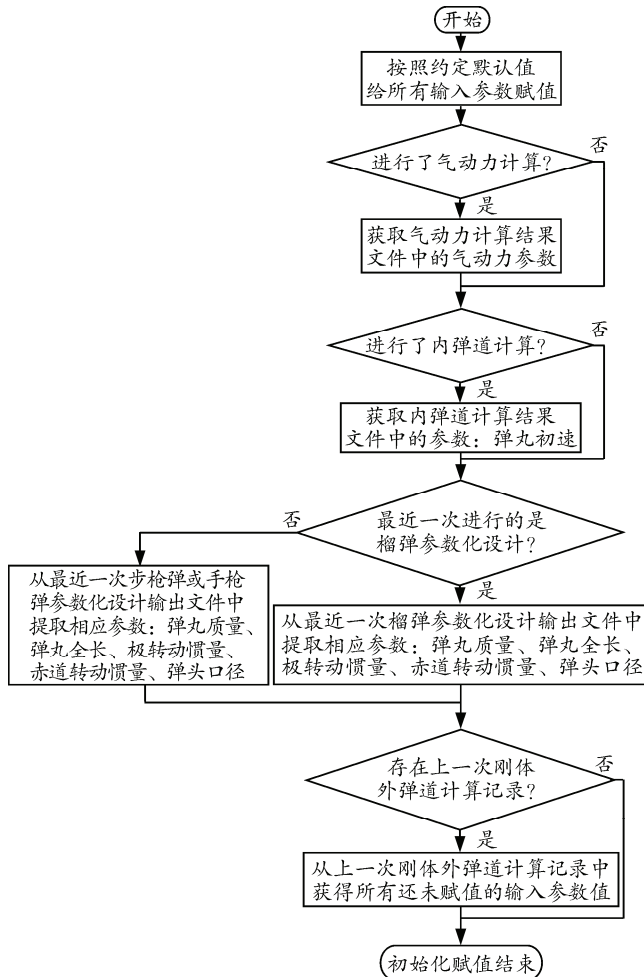 开始
按照约定默认值
给所有输入参数赋值
否
进行了气动力计算?
是
获取气动力计算结果
文件中的气动力参数
否
进行了内弹道计算?
是
获取内弹道计算结果
文件中的参数：弹丸初速
否
最近一次进行的是
榴弹参数化设计?
从最近一次步枪弹或手枪
弹参数化设计输出文件中
提取相应参数：弹丸质量、
弹丸全长、极转动惯量、
赤道转动惯量、弹头口径
是
从最近一次榴弹参数化设计输出文件中
提取相应参数：弹丸质量、弹丸全长、
极转动惯量、赤道转动惯量、弹头口径
否
存在上一次刚体
外弹道计算记录?
是
从上一次刚体外弹道计算记录中
获得所有还未赋值的输入参数值
初始化赋值结束